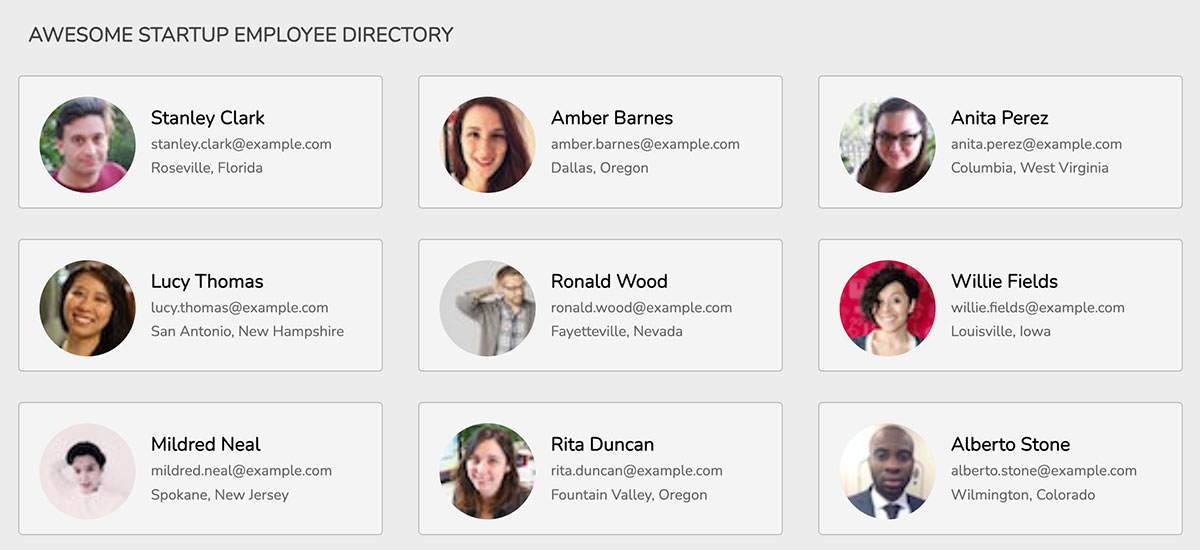 AWESOME STARTUP EMPLOYEE DIRECTORY
Stanley Clark
stanley.clark@example.com
Roseville, Florida
Amber Barnes
amber.barnes@example.com
Dallas, Oregon
Anita Perez
anita.perez@example.com
Columbia, West Virginia
Lucy Thomas
lucy.thomas@example.com
San Antonio, New Hampshire
Ronald Wood
ronald.wood@example.com
Fayetteville, Nevada
Willie Fields
willie.fields@example.com
Louisville, Iowa
Mildred Neal
mildred.neal@example.com
Spokane, New Jersey
Rita Duncan
rita.duncan@example.com
Fountain Valley, Oregon
Alberto Stone
alberto.stone@example.com
Wilmington, Colorado